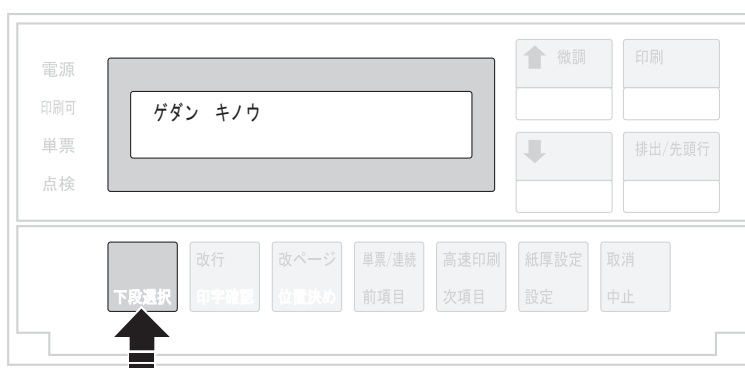 電源
印刷可
単票
点検
ゲダン キノウ
微調
印刷
排出/先頭行
下段選択
改行
印字確認
改ページ
位置決め
単票/連続
前項目
高速印刷
次項目
紙厚設定
設定
取消
中止